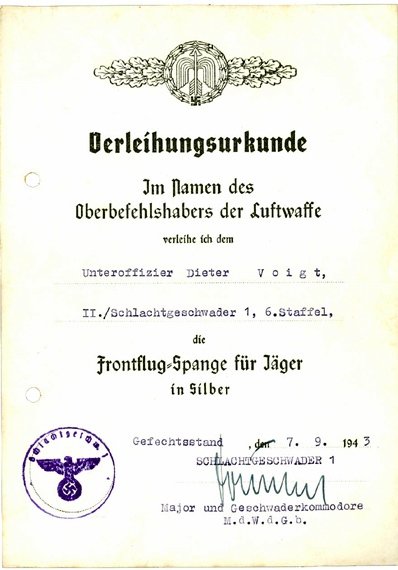 Verleihungsurkunde
Im Namen des
Oberbefehlshabers der Luftwaffe
verleihe ich dem
Unteroffizier Dieter Voigt,
II./Schlachtgeschwader 1, 6.Staffel,
die
Frontflug-Spange für Jäger
in Silber
Gefechtsstand, den 7. 9. 1943
SCHLACHTGESCHWADER 1
Major und Geschwaderkommodore
M.d.W.d.G.b.